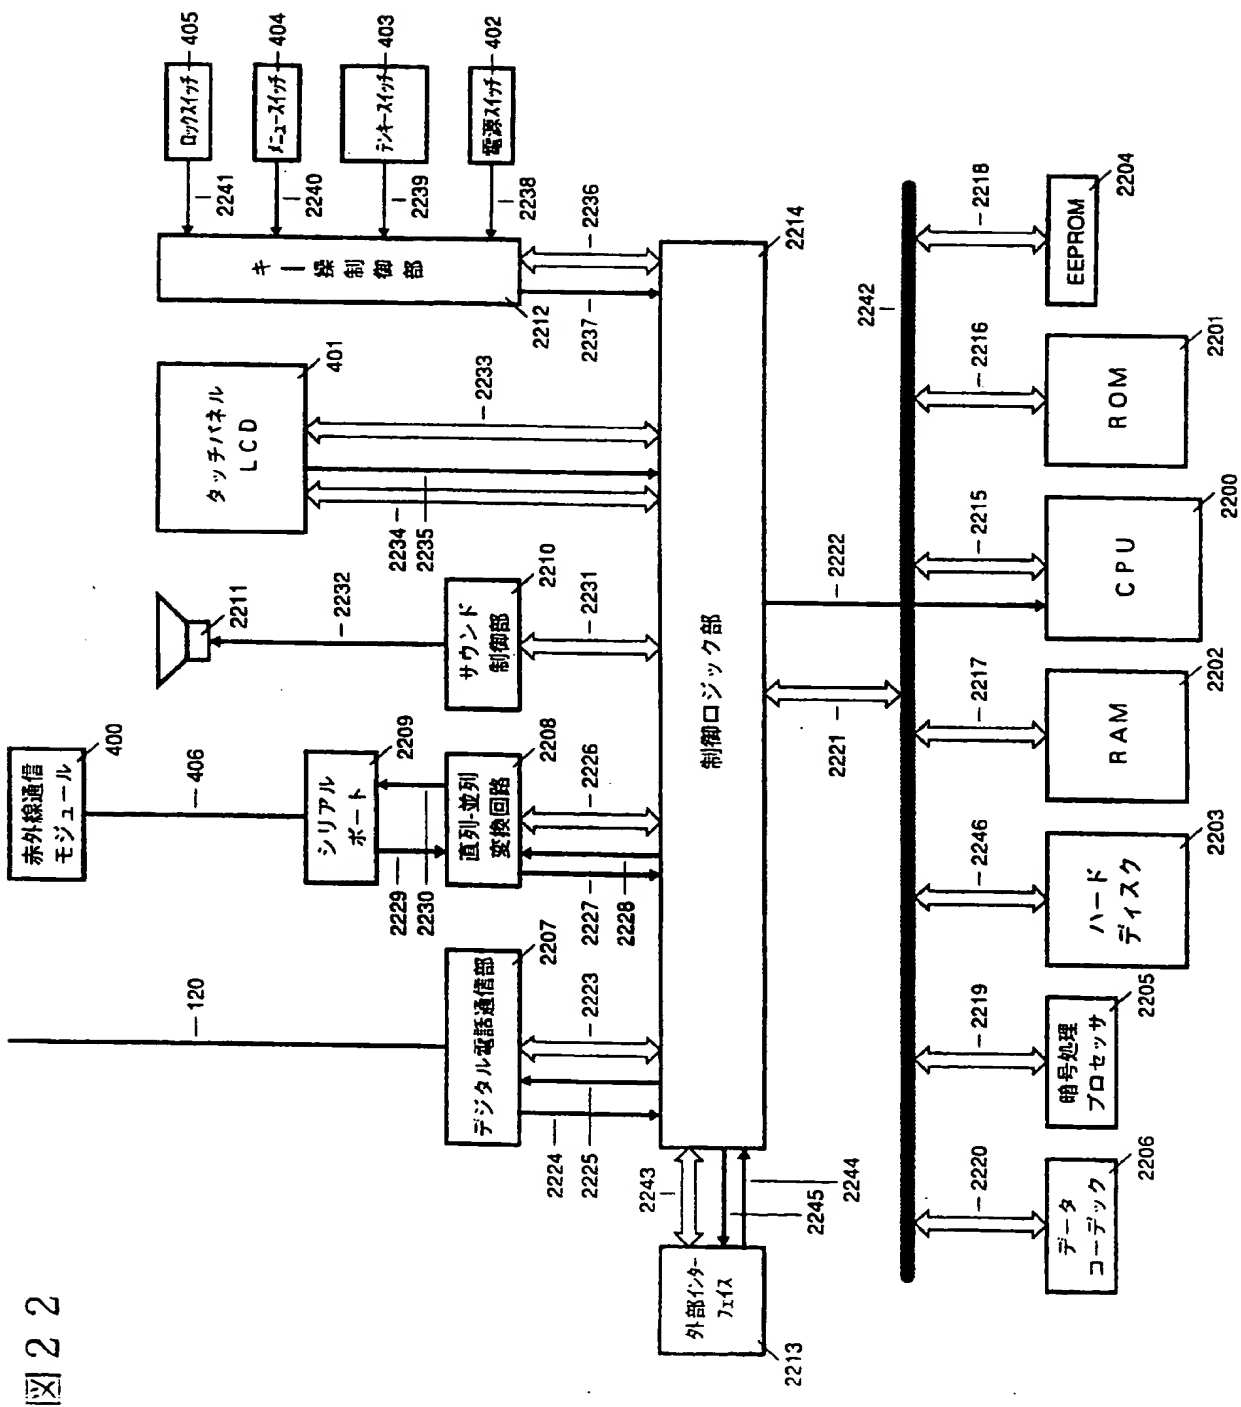 図22
赤外線通信
モジュール
400
406
120
シリアル
ポート
2209
2229
2230
デジタル電話通信部
2207
2224
2225
2223
直列-並列
変換回路
2208
2227
2228
2226
2211
2232
サウンド
制御部
2210
2231
タッチパネル
LCD
401
2234
2235
2233
キー操制御部
2212
2237
2236
ロックスイッチ
405
2241
メニュースイッチ
404
2240
テンキースイッチ
403
2239
電源スイッチ
402
2238
外部インター
フェイス
2213
2243
2245
2244
制御ロジック部
2214
2221
2222
2242
データ
コーデック
2206
2220
暗号処理
プロセッサ
2205
2219
ハード
ディスク
2203
2246
RAM
2202
2217
CPU
2200
2215
ROM
2201
2216
EEPROM
2204
2218